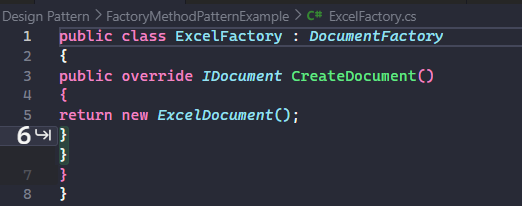 Design Pattern > FactoryMethodPatternExample > C# ExcelFactory.cs
1 public class ExcelFactory : DocumentFactory
2 {
3 public override IDocument CreateDocument()
4 {
5 return new ExcelDocument();
6 }
}
7 }
8 }